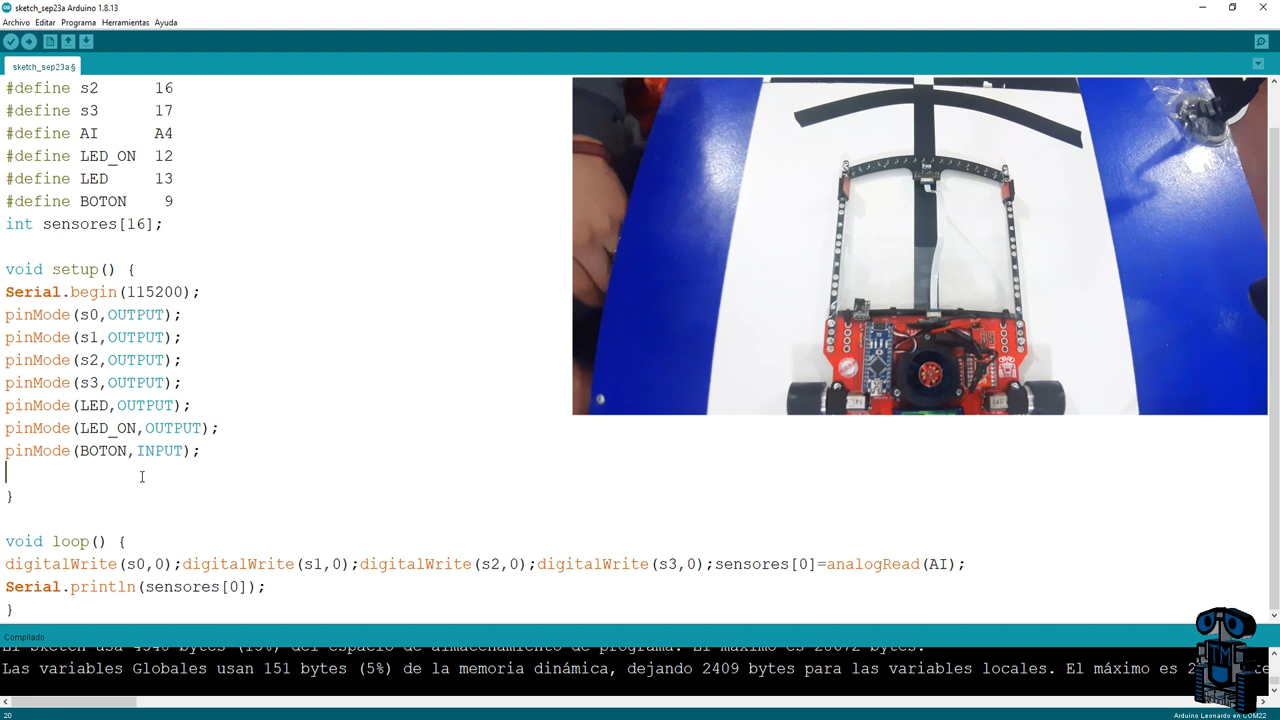 sketch_sep23a Arduino 1.8.13
Archivo Editar Programa Herramientas Ayuda
sketch_sep23a §
#define s2 16
#define s3 17
#define AI A4
#define LED_ON 12
#define LED 13
#define BOTON 9
int sensores[16];
void setup() {
Serial.begin(115200);
pinMode(s0,OUTPUT);
pinMode(s1,OUTPUT);
pinMode(s2,OUTPUT);
pinMode(s3,OUTPUT);
pinMode(LED,OUTPUT);
pinMode(LED_ON,OUTPUT);
pinMode(BOTON,INPUT);
}
void loop() {
digitalWrite(s0,0);digitalWrite(s1,0);digitalWrite(s2,0);digitalWrite(s3,0);sensores[0]=analogRead(AI);
Serial.println(sensores[0]);
}
Compilado
Las variables Globales usan 151 bytes (5%) de la memoria dinámica, dejando 2409 bytes para las variables locales. El máximo es
TM
20
Arduino Leonardo en COM22